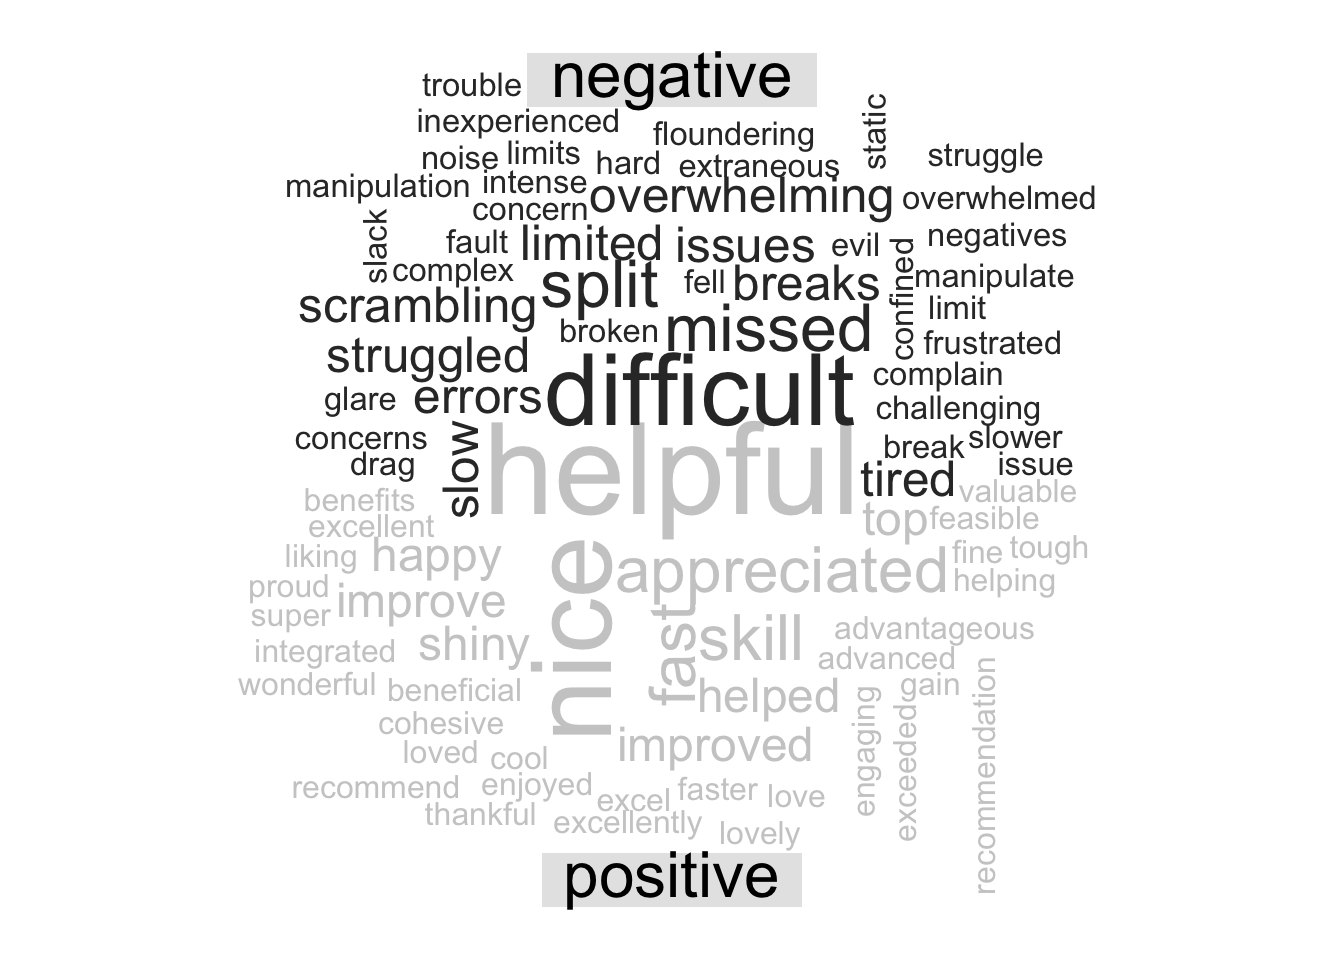 negative
trouble
inexperienced
floundering
static
noise
limits
hard
extraneous
struggle
manipulation
intense
overwhelming
overwhelmed
concern
slack
fault
limited
issues
evil
negatives
complex
split
fell
breaks
confined
manipulate
scrambling
limit
broken
missed
frustrated
struggled
difficult
complain
glare
errors
challenging
concerns
slow
helpful
break
slower
drag
tired
issue
benefits
valuable
excellent
top
feasible
liking
happy
nice
appreciated
fine
tough
proud
helping
super
improve
integrated
shiny
fast
skill
advantageous
advanced
wonderful
beneficial
helped
engaging
gain
recommendation
cohesive
exceeded
loved
cool
improved
recommend
enjoyed
excel
faster
love
thankful
excellently
lovely
positive